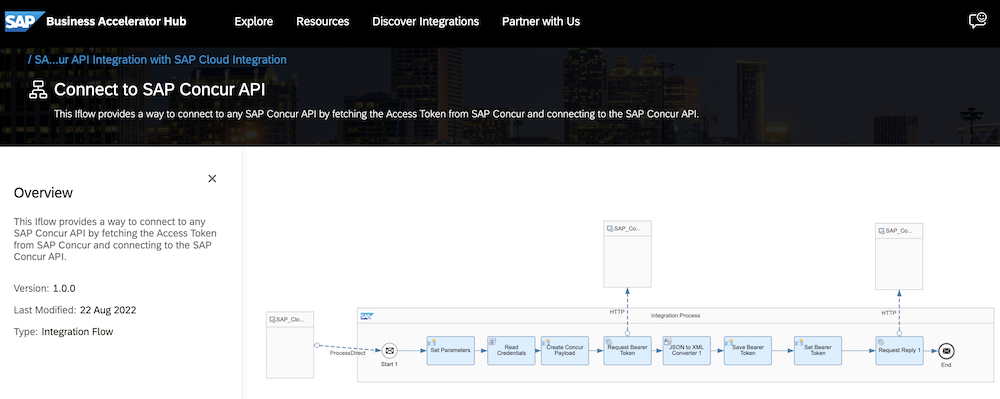 SAP Business Accelerator Hub Explore Resources Discover Integrations Partner with Us
/ SA...ur API Integration with SAP Cloud Integration
Connect to SAP Concur API
This Iflow provides a way to connect to any SAP Concur API by fetching the Access Token from SAP Concur and connecting to the SAP Concur API.
Overview
This Iflow provides a way to connect to any
SAP Concur API by fetching the Access Token
from SAP Concur and connecting to the SAP
Concur API.
Version: 1.0.0
Last Modified: 22 Aug 2022
Type: Integration Flow
SAP_Co...
SAP_Co...
HTTP
HTTP
SAP_Clo...
SAP
Integration Process
ProcessDirect
Start 1
Set Parameters
Read
Credentials
Create Concur
Payload
Request Bearer
Token
JSON to XML
Converter 1
Save Bearer
Token
Set Bearer
Token
Request Reply 1
End